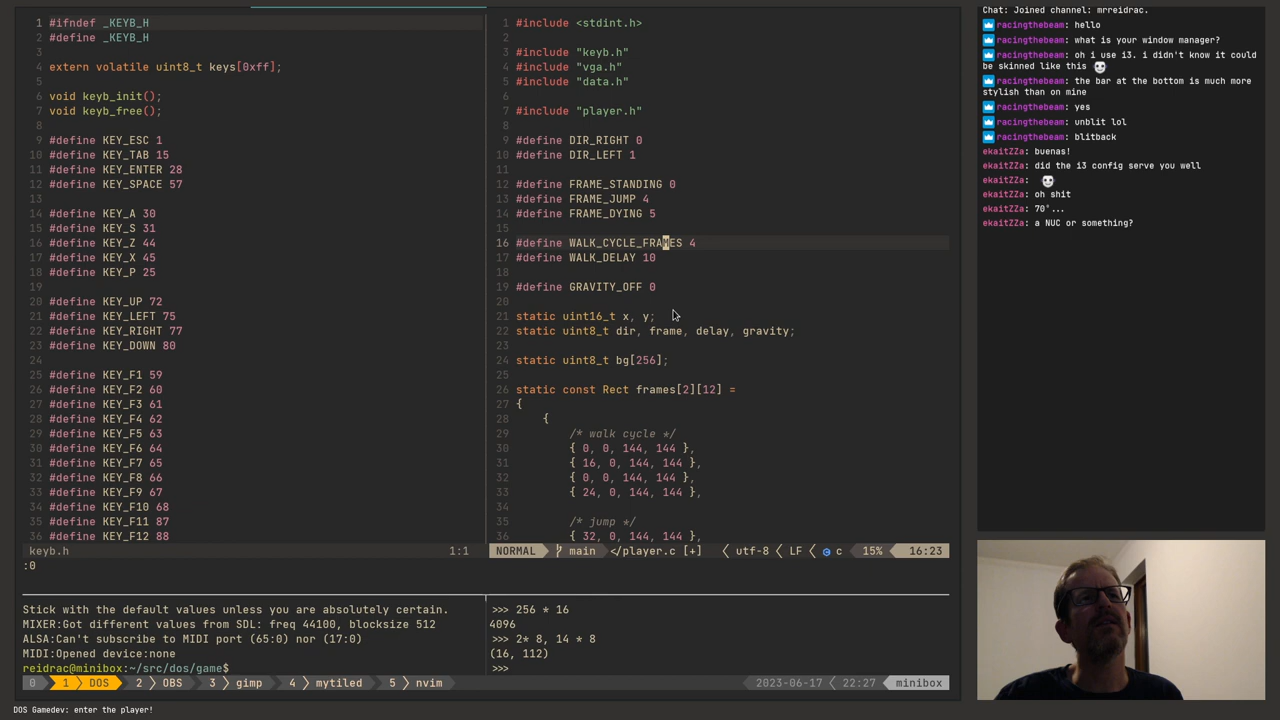 1 #ifndef _KEYB_H
2 #define _KEYB_H
3
4 extern volatile uint8_t keys[0xff];
5
6 void keyb_init();
7 void keyb_free();
8
9 #define KEY_ESC 1
10 #define KEY_TAB 15
11 #define KEY_ENTER 28
12 #define KEY_SPACE 57
13
14 #define KEY_A 30
15 #define KEY_S 31
16 #define KEY_Z 44
17 #define KEY_X 45
18 #define KEY_P 25
19
20 #define KEY_UP 72
21 #define KEY_LEFT 75
22 #define KEY_RIGHT 77
23 #define KEY_DOWN 80
24
25 #define KEY_F1 59
26 #define KEY_F2 60
27 #define KEY_F3 61
28 #define KEY_F4 62
29 #define KEY_F5 63
30 #define KEY_F6 64
31 #define KEY_F7 65
32 #define KEY_F8 66
33 #define KEY_F9 67
34 #define KEY_F10 68
35 #define KEY_F11 87
36 #define KEY_F12 88
keyb.h 1:1
:0
1 #include <stdint.h>
2
3 #include "keyb.h"
4 #include "vga.h"
5 #include "data.h"
6
7 #include "player.h"
8
9 #define DIR_RIGHT 0
10 #define DIR_LEFT 1
11
12 #define FRAME_STANDING 0
13 #define FRAME_JUMP 4
14 #define FRAME_DYING 5
15
16 #define WALK_CYCLE_FRAMES 4
17 #define WALK_DELAY 10
18
19 #define GRAVITY_OFF 0
20
21 static uint16_t x, y;
22 static uint8_t dir, frame, delay, gravity;
23
24 static uint8_t bg[256];
25
26 static const Rect frames[2][12] =
27 {
28 {
29 /* walk cycle */
30 { 0, 0, 144, 144 },
31 { 16, 0, 144, 144 },
32 { 0, 0, 144, 144 },
33 { 24, 0, 144, 144 },
34
35 /* jump */
36 { 32, 0, 144, 144 },
NORMAL main </player.c [+] utf-8 LF c 15% 16:23
Stick with the default values unless you are absolutely certain.
MIXER:Got different values from SDL: freq 44100, blocksize 512
ALSA:Can't subscribe to MIDI port (65:0) nor (17:0)
MIDI:Opened device:none
reidrac@minibox:~/src/dos/game$
>>> 256 * 16
4096
>>> 2* 8, 14 * 8
(16, 112)
>>>
0 1 DOS 2 OBS 3 gimp 4 mytiled 5 nvim 2023-06-17 22:27 minibox
DOS Gamedev: enter the player!
Chat: Joined channel: mrreidrac.
racingthebeam: hello
racingthebeam: what is your window manager?
racingthebeam: oh i use i3. i didn't know it could
be skinned like this
racingthebeam: the bar at the bottom is much more
stylish than on mine
racingthebeam: yes
racingthebeam: unblit lol
racingthebeam: blitback
ekaitZZa: buenas!
ekaitZZa: did the i3 config serve you well
ekaitZZa:
ekaitZZa: oh shit
ekaitZZa: 70°...
ekaitZZa: a NUC or something?